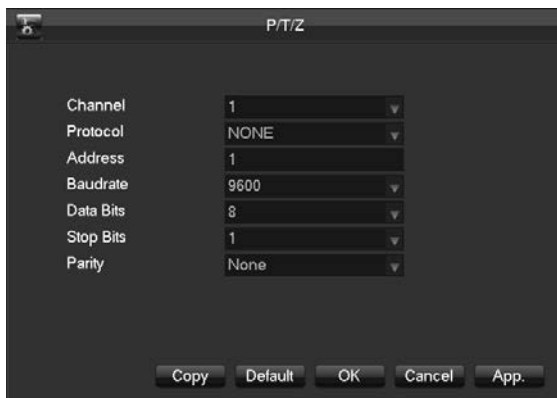 P/T/Z
Channel 1
Protocol NONE
Address 1
Baudrate 9600
Data Bits 8
Stop Bits 1
Parity None
Copy Default OK Cancel App.